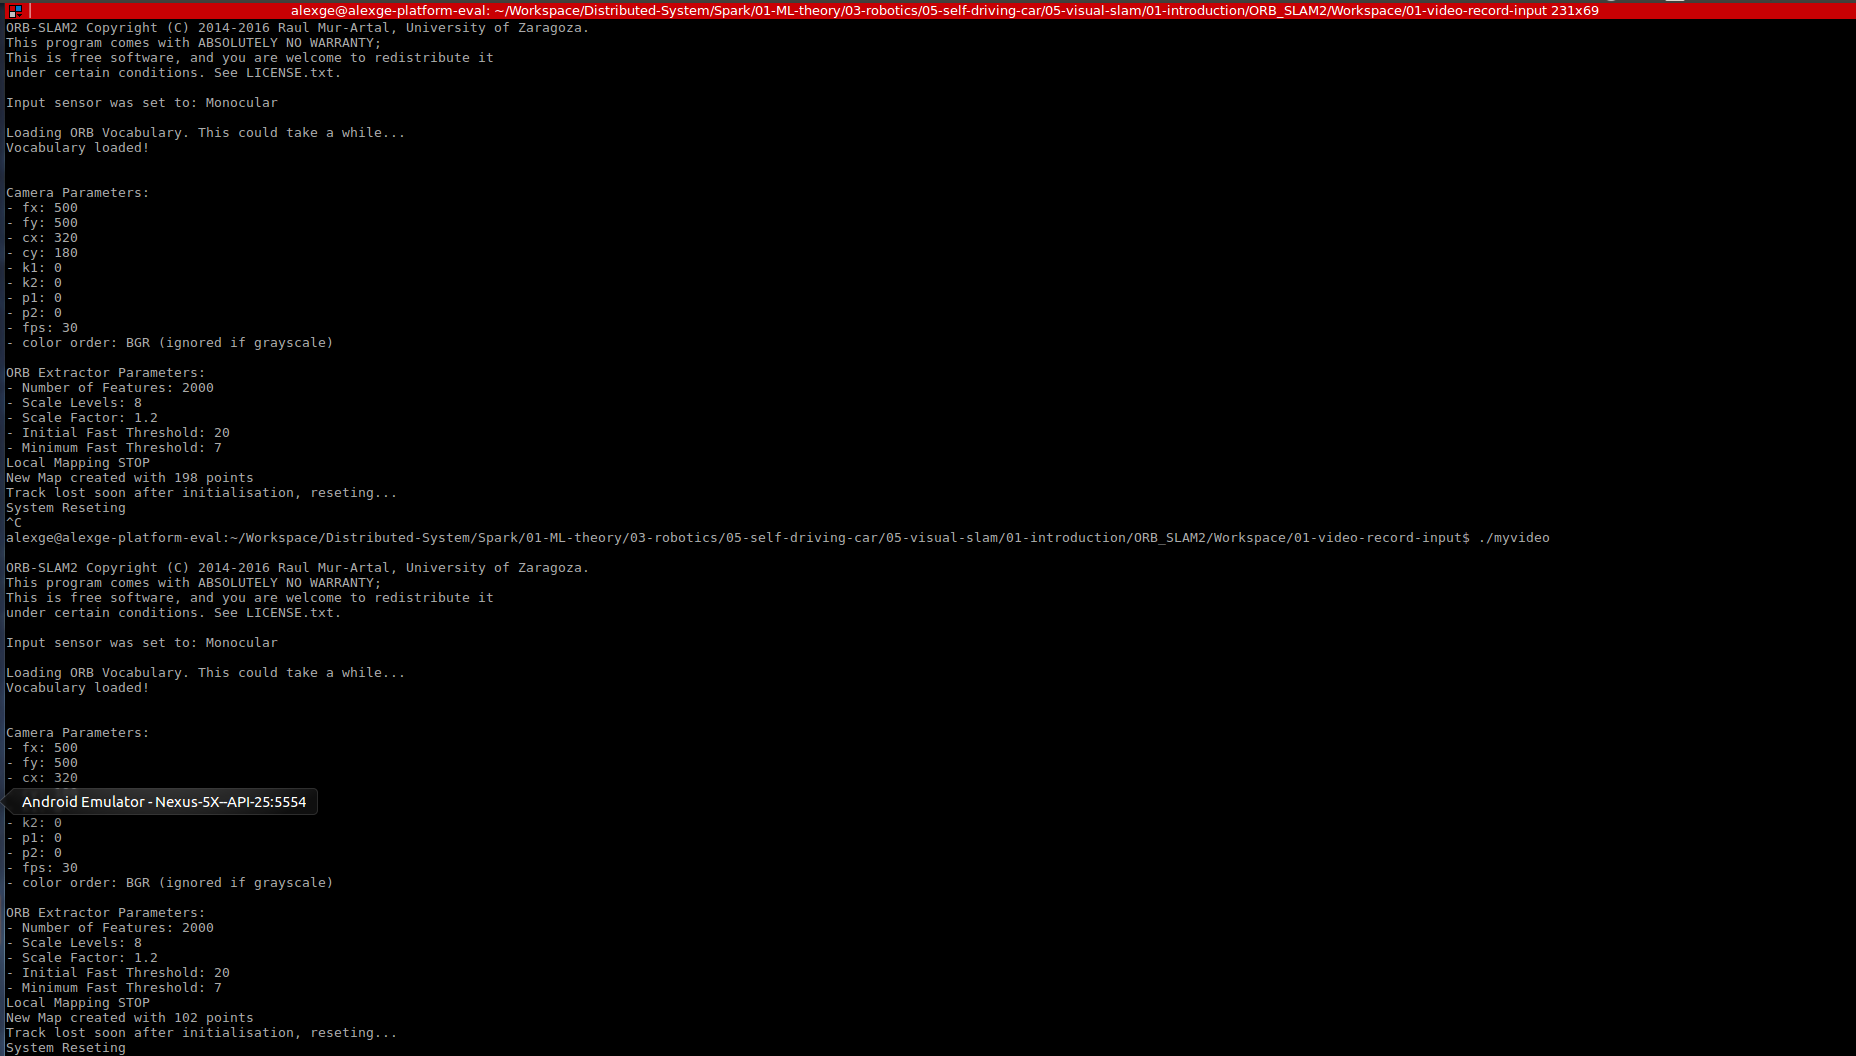 alexge@alexge-platform-eval: ~/Workspace/Distributed-System/Spark/01-ML-theory/03-robotics/05-self-driving-car/05-visual-slam/01-introduction/ORB_SLAM2/Workspace/01-video-record-input 231x69
ORB-SLAM2 Copyright (C) 2014-2016 Raul Mur-Artal, University of Zaragoza.
This program comes with ABSOLUTELY NO WARRANTY;
This is free software, and you are welcome to redistribute it
under certain conditions. See LICENSE.txt.
Input sensor was set to: Monocular
Loading ORB Vocabulary. This could take a while...
Vocabulary loaded!
Camera Parameters:
- fx: 500
- fy: 500
- cx: 320
- cy: 180
- k1: 0
- k2: 0
- p1: 0
- p2: 0
- fps: 30
- color order: BGR (ignored if grayscale)
ORB Extractor Parameters:
- Number of Features: 2000
- Scale Levels: 8
- Scale Factor: 1.2
- Initial Fast Threshold: 20
- Minimum Fast Threshold: 7
Local Mapping STOP
New Map created with 198 points
Track lost soon after initialisation, reseting...
System Reseting
^C
alexge@alexge-platform-eval:~/Workspace/Distributed-System/Spark/01-ML-theory/03-robotics/05-self-driving-car/05-visual-slam/01-introduction/ORB_SLAM2/Workspace/01-video-record-input$ ./myvideo
ORB-SLAM2 Copyright (C) 2014-2016 Raul Mur-Artal, University of Zaragoza.
This program comes with ABSOLUTELY NO WARRANTY;
This is free software, and you are welcome to redistribute it
under certain conditions. See LICENSE.txt.
Input sensor was set to: Monocular
Loading ORB Vocabulary. This could take a while...
Vocabulary loaded!
Camera Parameters:
- fx: 500
- fy: 500
- cx: 320
Android Emulator - Nexus-5X–API-25:5554
- k2: 0
- p1: 0
- p2: 0
- fps: 30
- color order: BGR (ignored if grayscale)
ORB Extractor Parameters:
- Number of Features: 2000
- Scale Levels: 8
- Scale Factor: 1.2
- Initial Fast Threshold: 20
- Minimum Fast Threshold: 7
Local Mapping STOP
New Map created with 102 points
Track lost soon after initialisation, reseting...
System Reseting